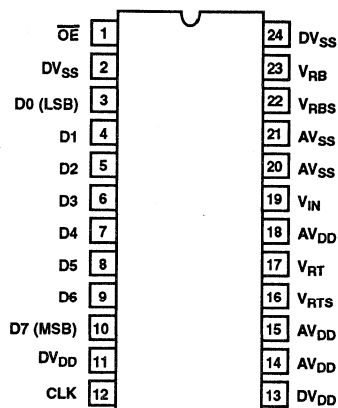 O̅E̅ 1 24 DVSS
DVSS 2 23 VRB
D0 (LSB) 3 22 VRBS
D1 4 21 AVSS
D2 5 20 AVSS
D3 6 19 VIN
D4 7 18 AVDD
D5 8 17 VRT
D6 9 16 VRTS
D7 (MSB) 10 15 AVDD
DVDD 11 14 AVDD
CLK 12 13 DVDD